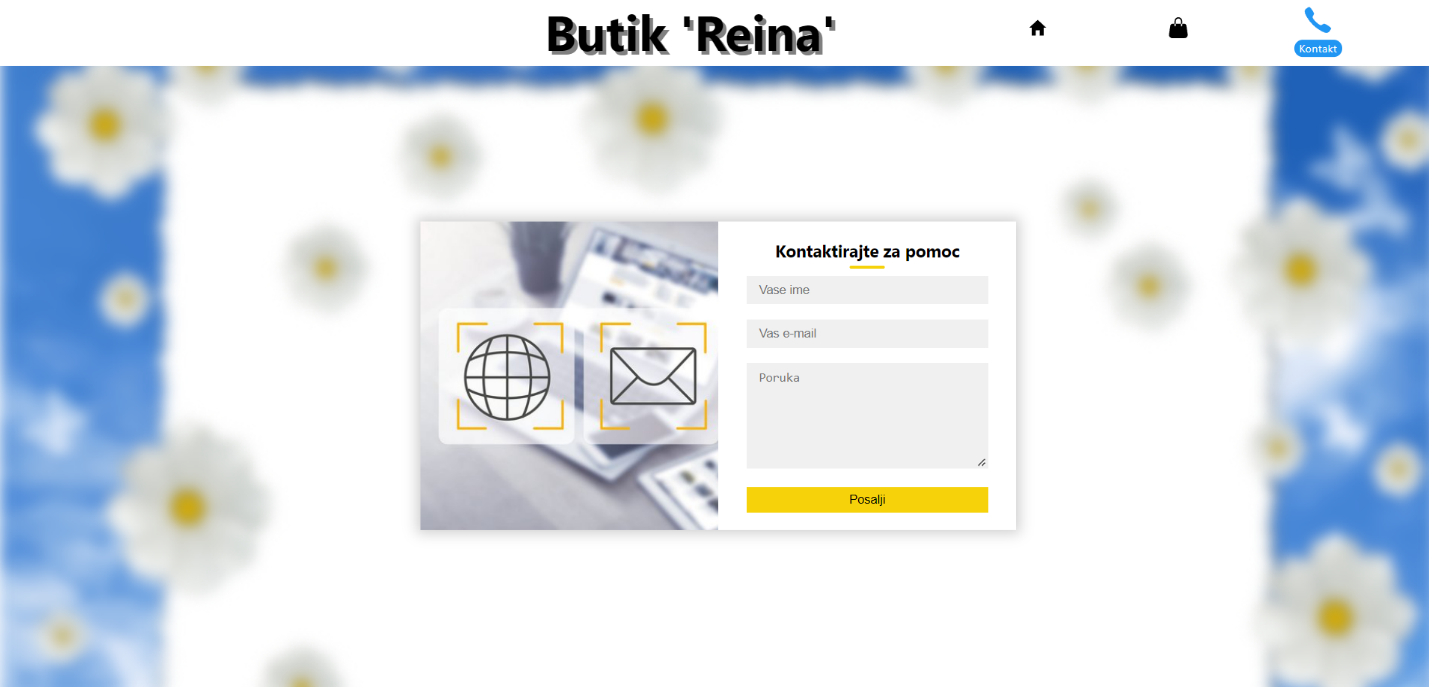 Butik 'Reina'
Kontakt
Kontaktirajte za pomoc
Vase ime
Vas e-mail
Poruka
Posalji